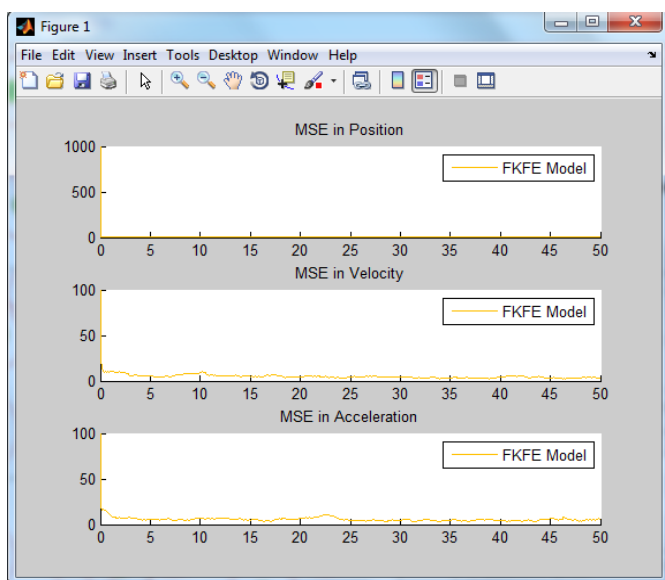 Figure 1
File Edit View Insert Tools Desktop Window Help
MSE in Position
1000
500
0
FKFE Model
0 5 10 15 20 25 30 35 40 45 50
MSE in Velocity
100
50
0
FKFE Model
0 5 10 15 20 25 30 35 40 45 50
MSE in Acceleration
100
50
0
FKFE Model
0 5 10 15 20 25 30 35 40 45 50